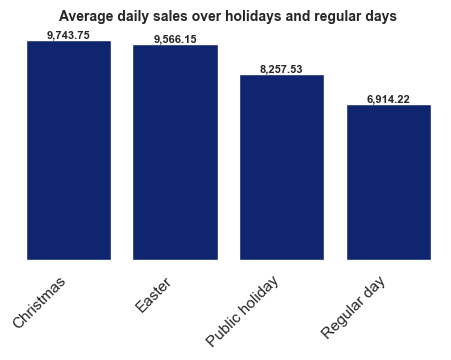 Average daily sales over holidays and regular days
9,743.75
9,566.15
8,257.53
6,914.22
Christmas
Easter
Public holiday
Regular day